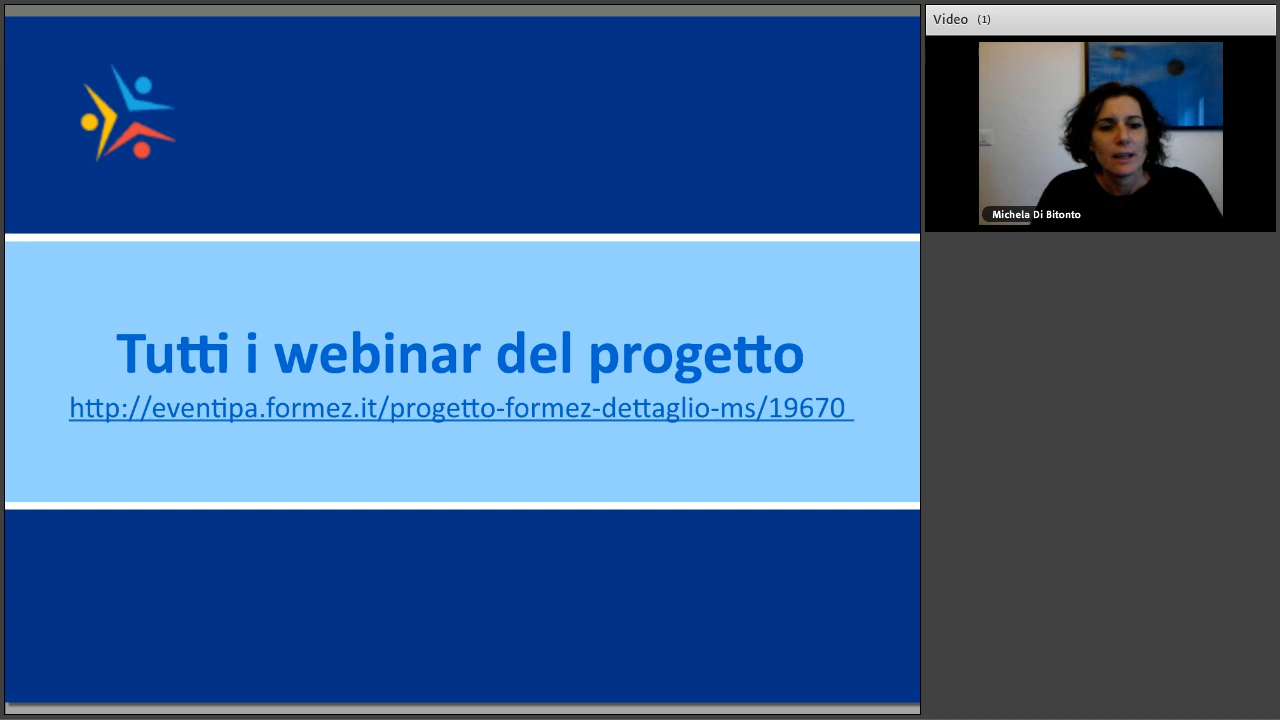 Tutti i webinar del progetto
http://eventipa.formez.it/progetto-formez-dettaglio-ms/19670
Video (1)
Michela Di Bitonto